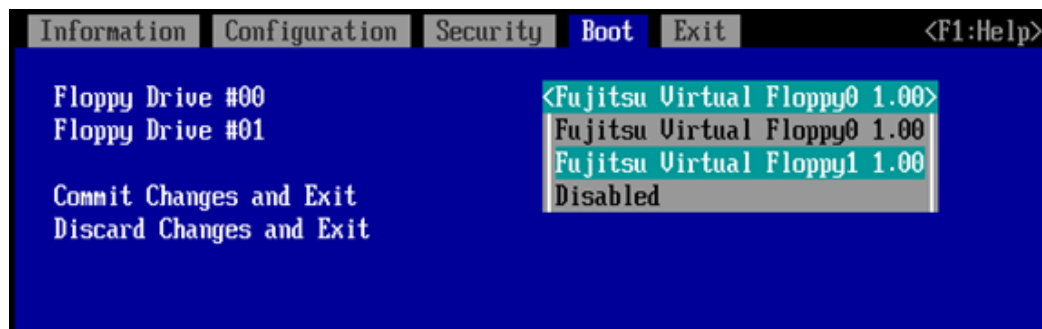 Information Configuration Security Boot Exit <F1:Help>
Floppy Drive #00 <Fujitsu Virtual Floppy0 1.00>
Floppy Drive #01 Fujitsu Virtual Floppy0 1.00
Fujitsu Virtual Floppy1 1.00
Commit Changes and Exit Disabled
Discard Changes and Exit